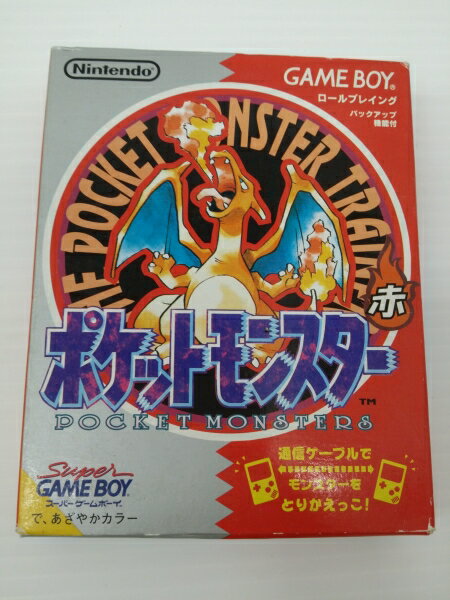 Nintendo
GAME BOY®
ロールプレイング
バックアップ
機能付
THE POCKET MONSTER TRAINE
赤
ポケットモンスター
TM
POCKET MONSTERS
通信ケーブルで
モンスターを
とりかえっこ!
Super
GAME BOY
スーパーゲームボーイ
で、あざやかカラー